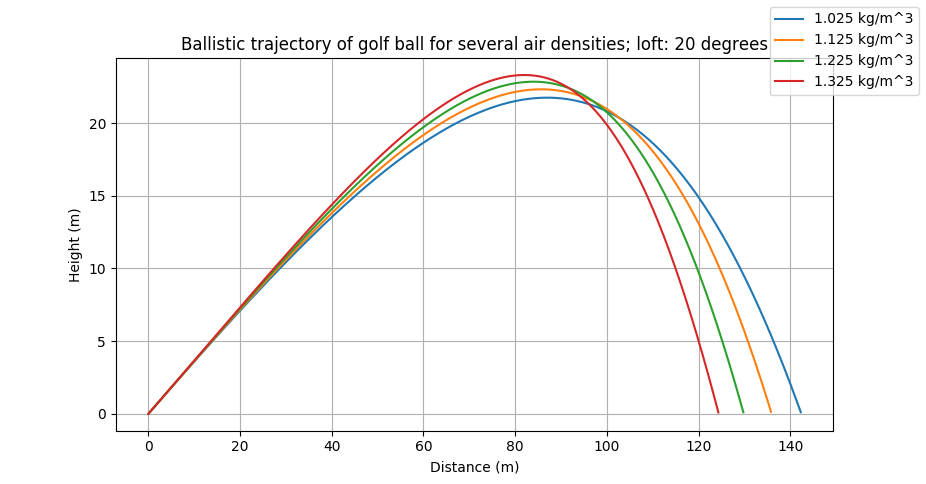 Ballistic trajectory of golf ball for several air densities; loft: 20 degrees
1.025 kg/m^3
1.125 kg/m^3
1.225 kg/m^3
1.325 kg/m^3
Height (m)
20
15
10
5
0
0 20 40 60 80 100 120 140
Distance (m)